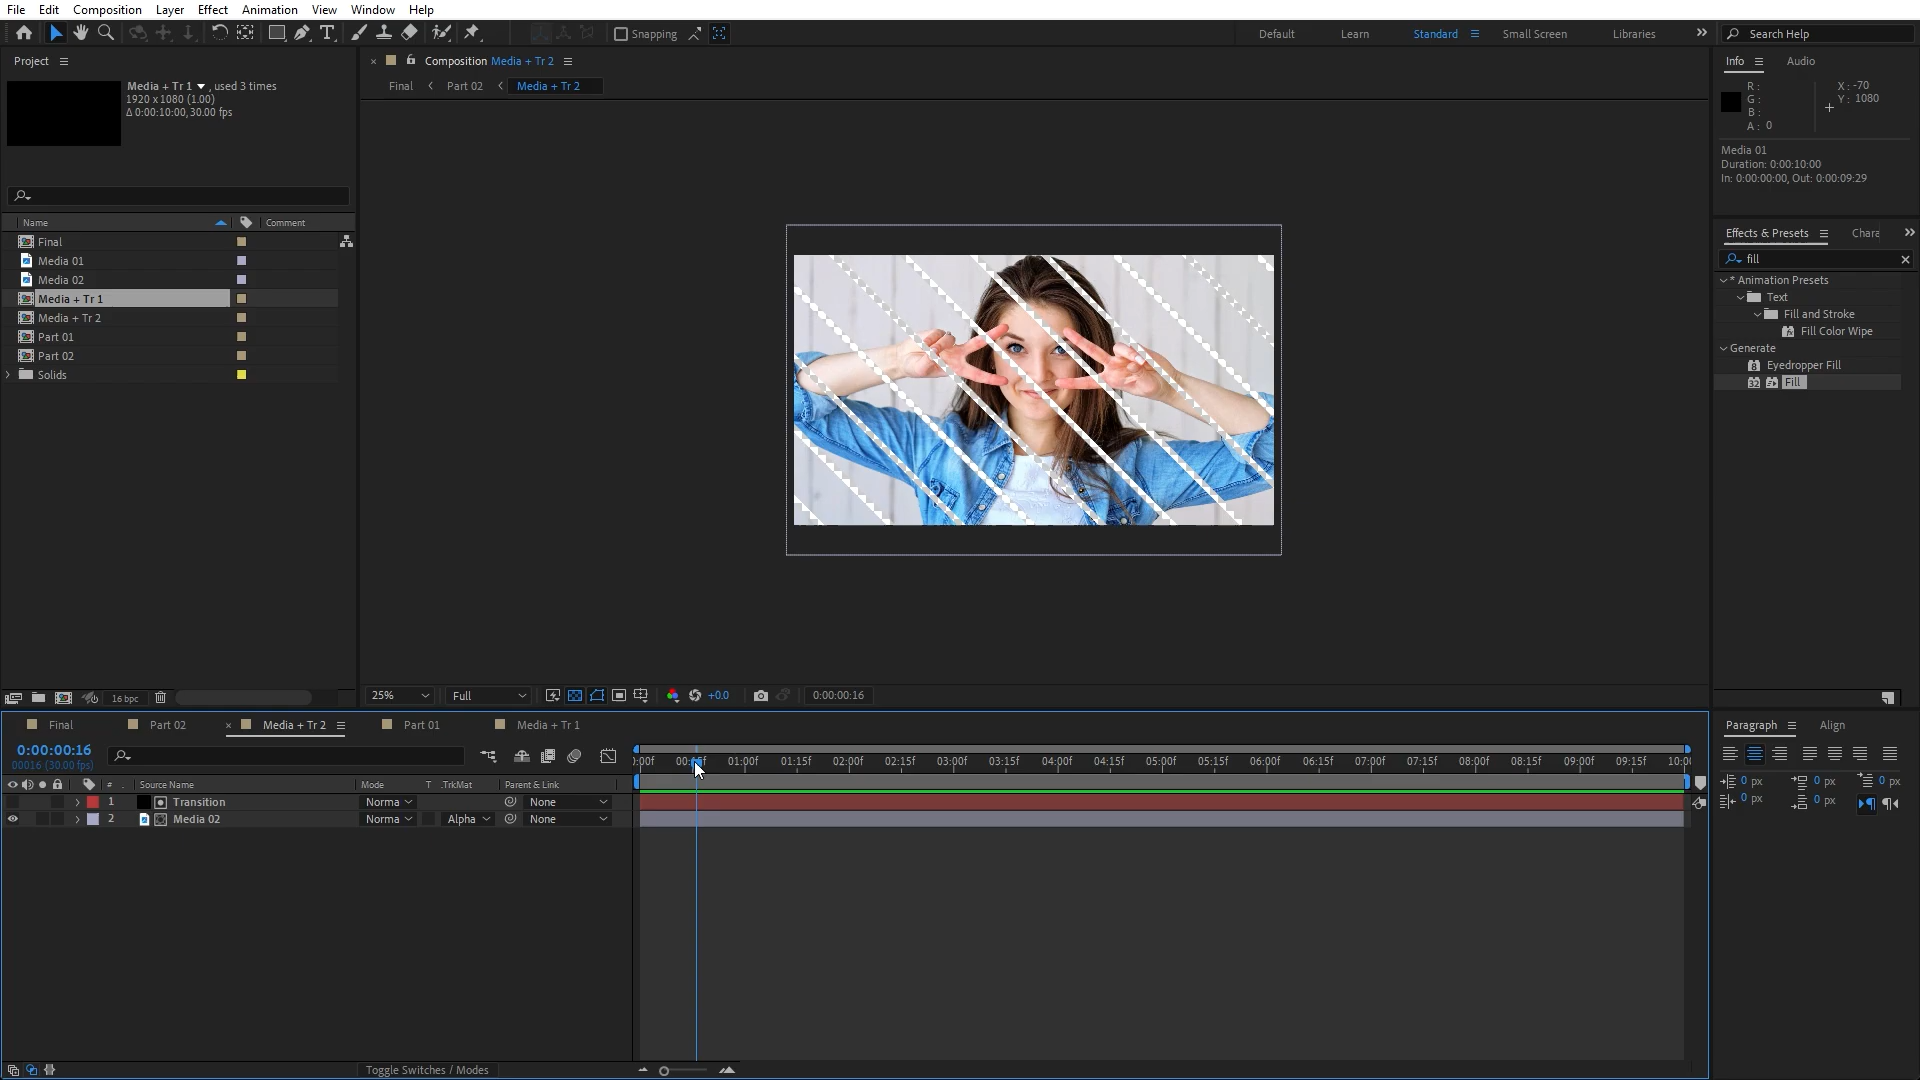 File Edit Composition Layer Effect Animation View Window Help
Snapping
Default Learn Standard Small Screen Libraries
Search Help
Project
Media + Tr 1 , used 3 times
1920 x 1080 (1.00)
Δ 0:00:10:00, 30.00 fps
Name Comment
Final
Media 01
Media 02
Media + Tr 1
Media + Tr 2
Part 01
Part 02
Solids
16 bpc
Composition Media + Tr 2
Final Part 02 Media + Tr 2
25% Full +0.0 0:00:00:16
Info Audio
R :
G :
B :
A : 0
X : -70
Y : 1080
Media 01
Duration: 0:00:10:00
In: 0:00:00:00, Out: 0:00:09:29
Effects & Presets Chara
fill
* Animation Presets
Text
Fill and Stroke
Fill Color Wipe
Generate
Eyedropper Fill
32 Fill
Paragraph Align
0 px 0 px 0 px
0 px 0 px
Final Part 02 Media + Tr 2 Part 01 Media + Tr 1
0:00:00:16
00016 (30.00 fps)
:00f 01:00f 01:15f 02:00f 02:15f 03:00f 03:15f 04:00f 04:15f 05:00f 05:15f 06:00f 06:15f 07:00f 07:15f 08:00f 08:15f 09:00f 09:15f 10:0
# . Source Name Mode T .TrkMat Parent & Link
1 Transition Norma None
2 Media 02 Norma Alpha None
Toggle Switches / Modes